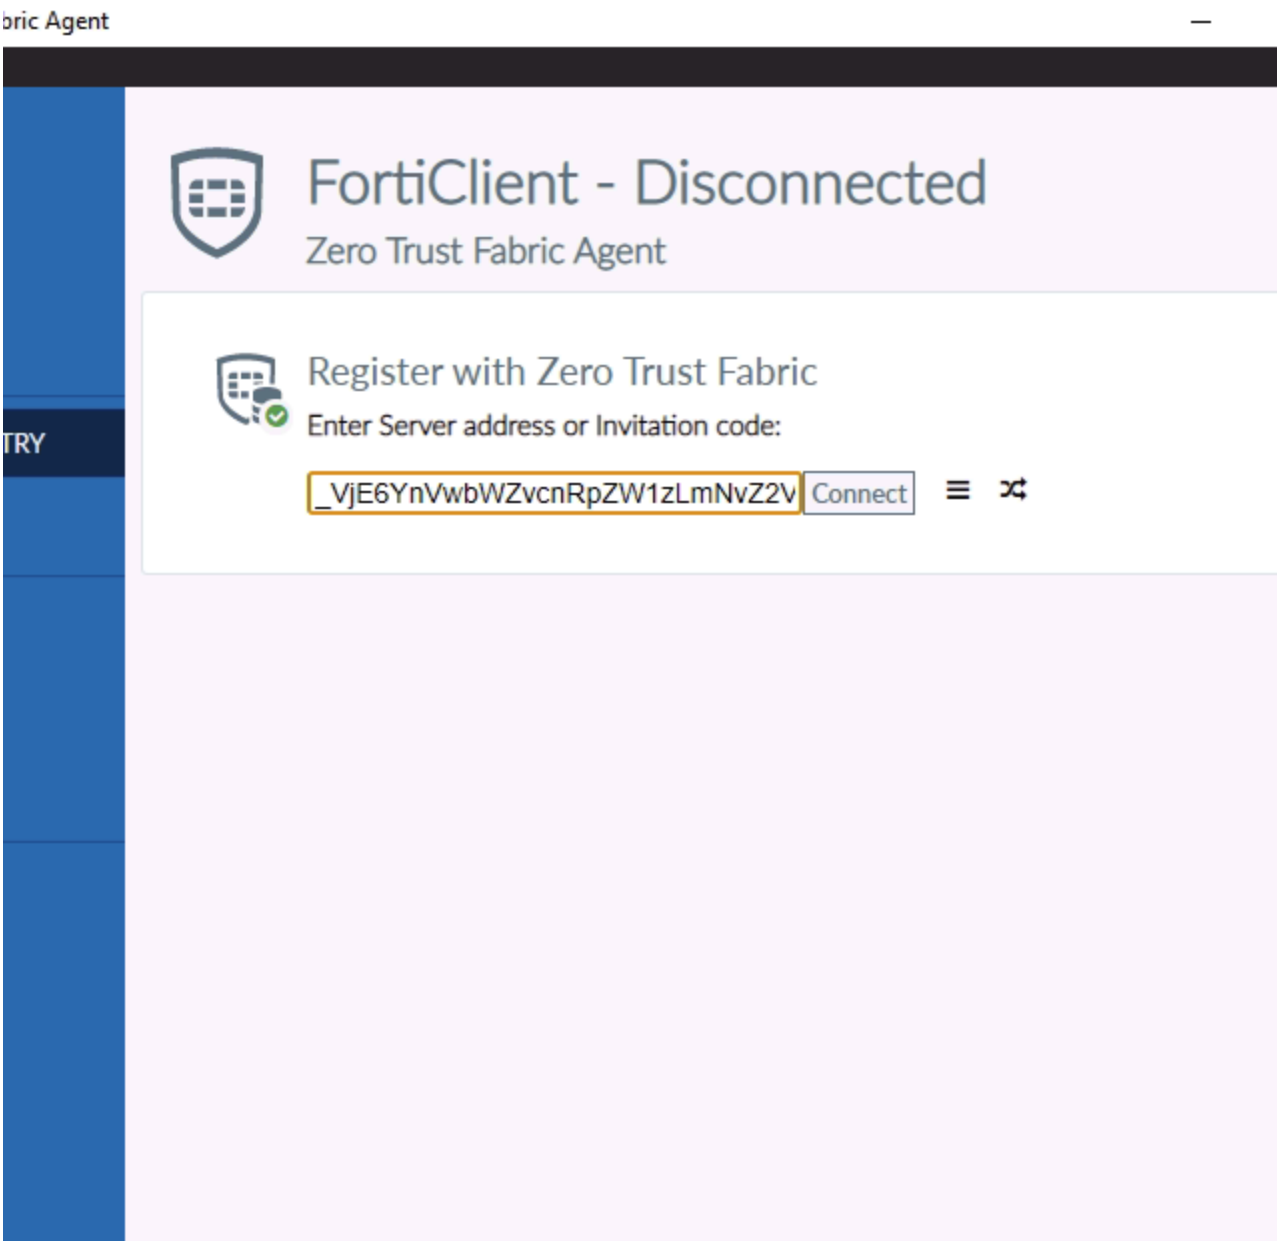 bric Agent
FortiClient - Disconnected
Zero Trust Fabric Agent
Register with Zero Trust Fabric
Enter Server address or Invitation code:
TRY
_VjE6YnVwbWZvcnRpZW1zLmNvZ2V Connect